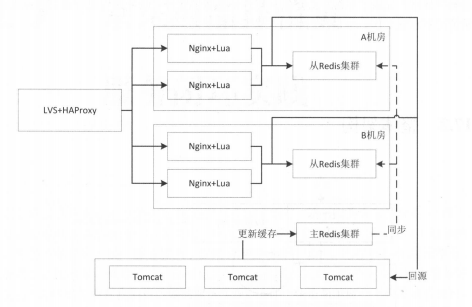 A机房
Nginx+Lua
从Redis集群
Nginx+Lua
LVS+HAProxy
B机房
Nginx+Lua
从Redis集群
Nginx+Lua
更新缓存
主Redis集群
同步
Tomcat
Tomcat
Tomcat
回源